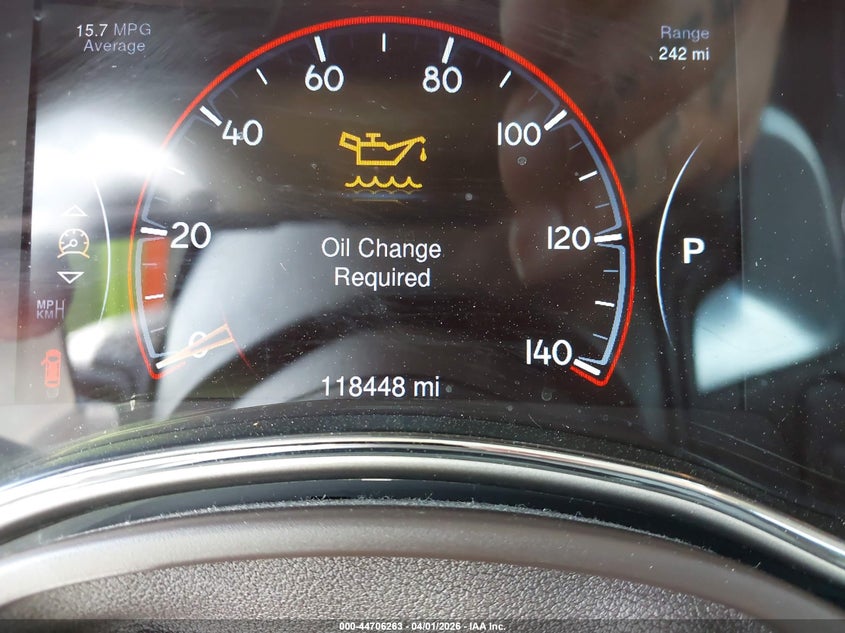 15.7 MPG
Average
Range
242 mi
60
80
40
100
20
120
Oil Change
Required
P
MPH
KM
0
140
118448 mi
000-44706263 - 04/01/2026 - IAA Inc.